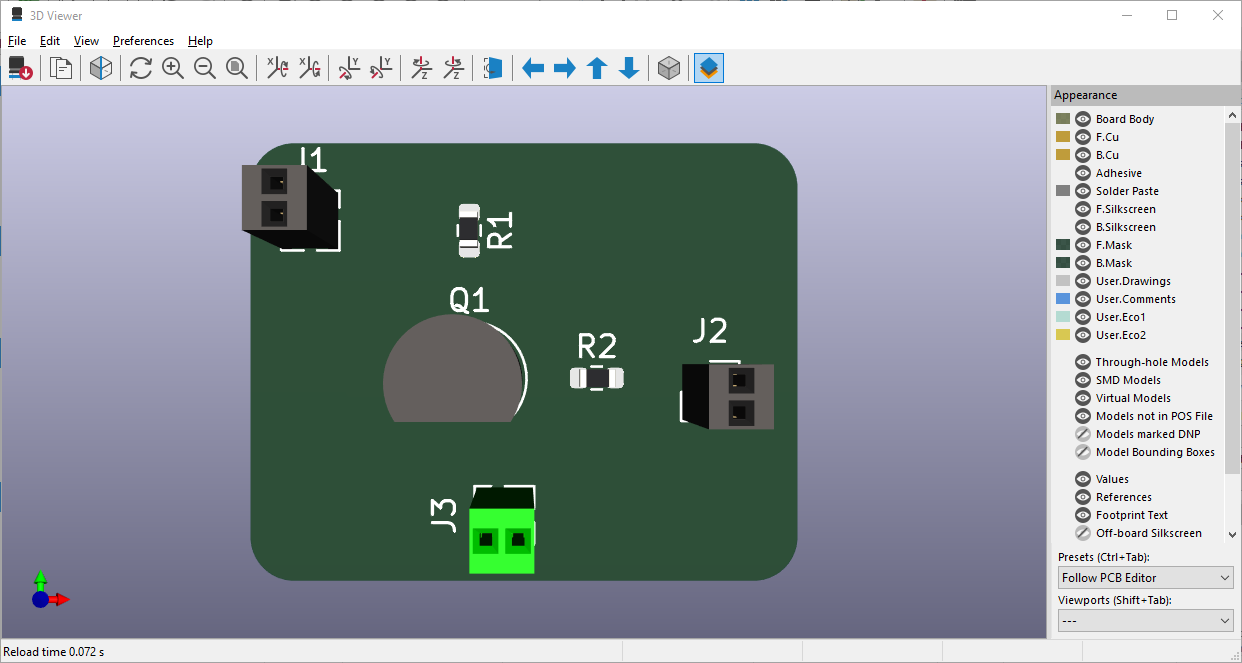 3D Viewer
File Edit View Preferences Help
Y Y Z Z
Appearance
Board Body
F.Cu
B.Cu
Adhesive
Solder Paste
F.Silkscreen
B.Silkscreen
F.Mask
B.Mask
User.Drawings
User.Comments
User.Eco1
User.Eco2
Through-hole Models
SMD Models
Virtual Models
Models not in POS File
Models marked DNP
Model Bounding Boxes
Values
References
Footprint Text
Off-board Silkscreen
Presets (Ctrl+Tab):
Follow PCB Editor
Viewports (Shift+Tab):
---
J1
R1
Q1
R2
J2
J3
Reload time 0.072 s